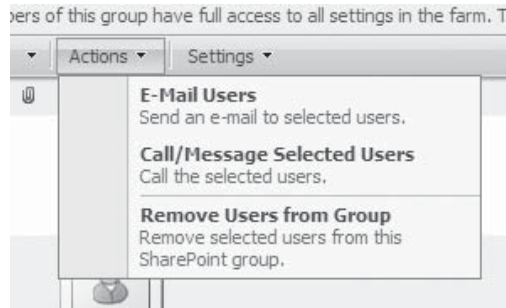 bers of this group have full access to all settings in the farm. T
Actions Settings
E-Mail Users
Send an e-mail to selected users.
Call/Message Selected Users
Call the selected users.
Remove Users from Group
Remove selected users from this
SharePoint group.